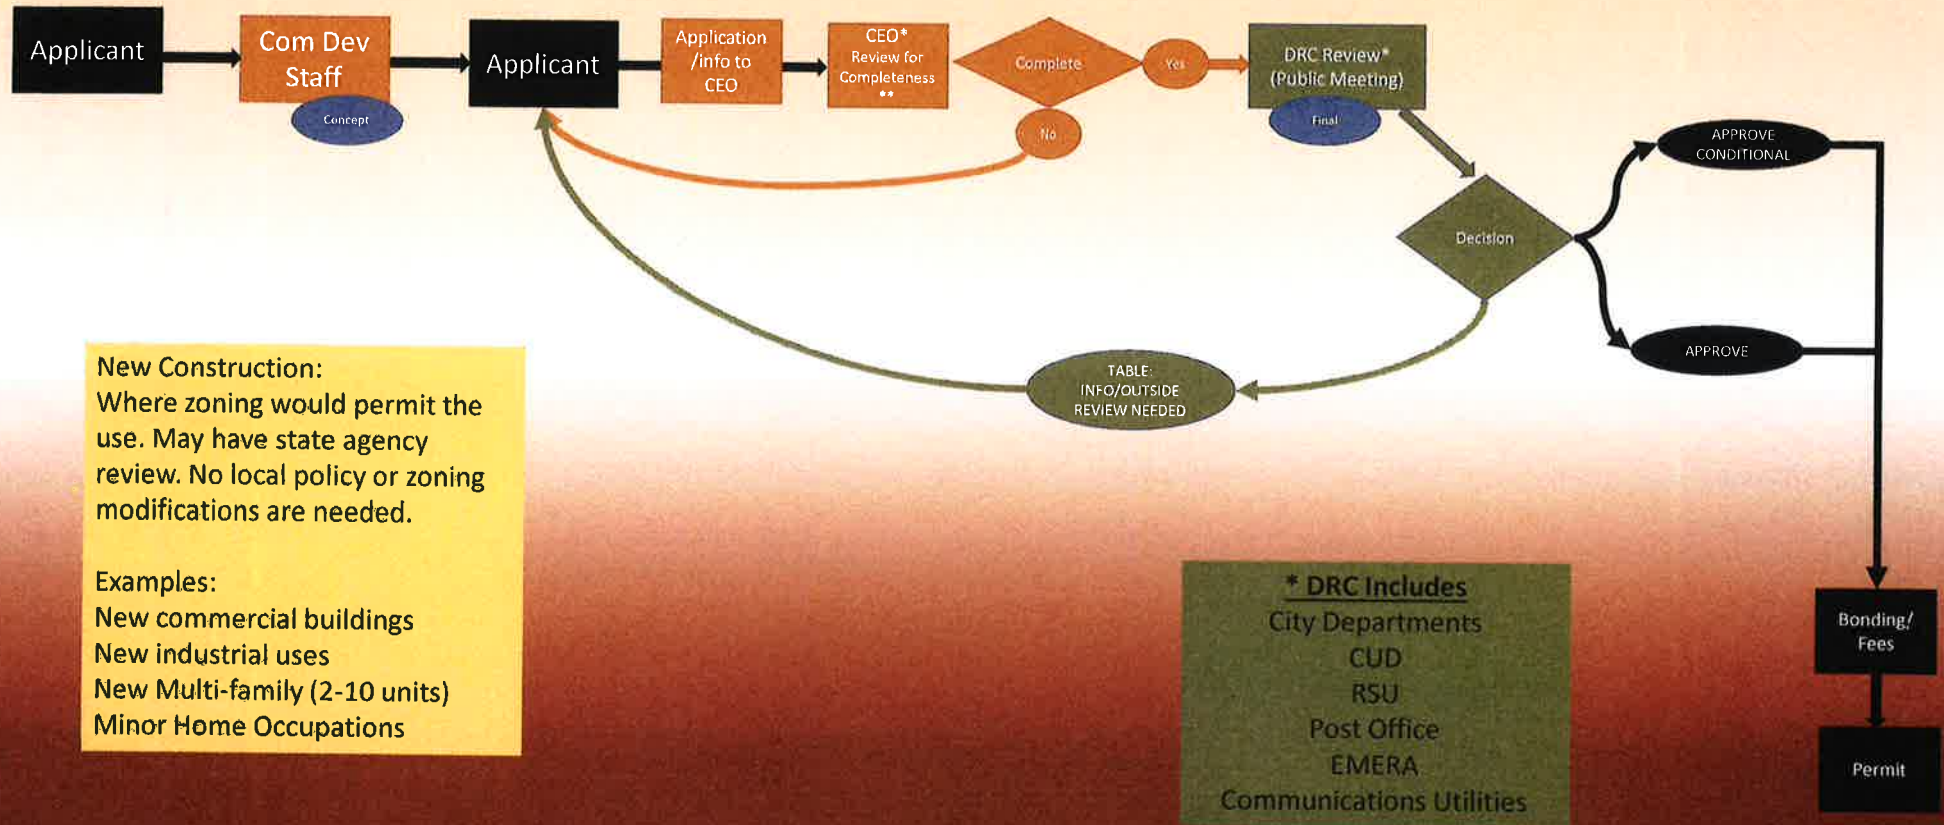 Applicant
Com Dev
Staff
Concept
Applicant
Application
/info to
CEO
CEO*
Review for
Completeness
**
Complete
Yes
No
DRC Review*
(Public Meeting)
Final
Decision
APPROVE
CONDITIONAL
APPROVE
TABLE:
INFO/OUTSIDE
REVIEW NEEDED
New Construction:
Where zoning would permit the
use. May have state agency
review. No local policy or zoning
modifications are needed.
Examples:
New commercial buildings
New industrial uses
New Multi-family (2-10 units)
Minor Home Occupations
* DRC Includes
City Departments
CUD
RSU
Post Office
EMERA
Communications Utilities
Bonding/
Fees
Permit